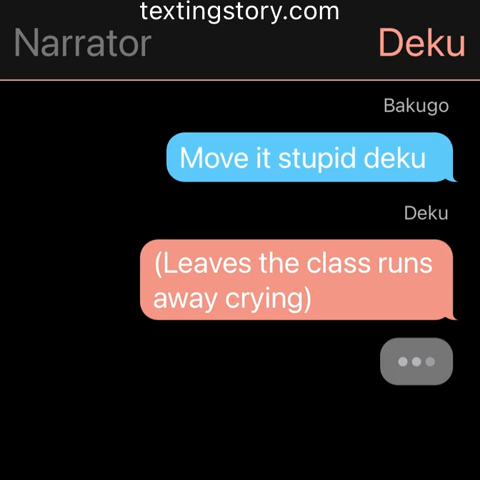 textingstory.com
Narrator
Deku
Bakugo
Move it stupid deku
Deku
(Leaves the class runs
away crying)